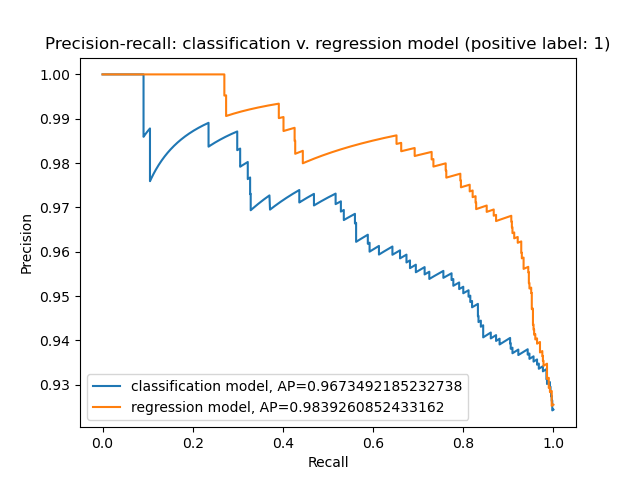 Precision-recall: classification v. regression model (positive label: 1)
1.00
0.99
0.98
0.97
0.96
0.95
0.94
0.93
Precision
classification model, AP=0.9673492185232738
regression model, AP=0.9839260852433162
0.0 0.2 0.4 0.6 0.8 1.0
Recall